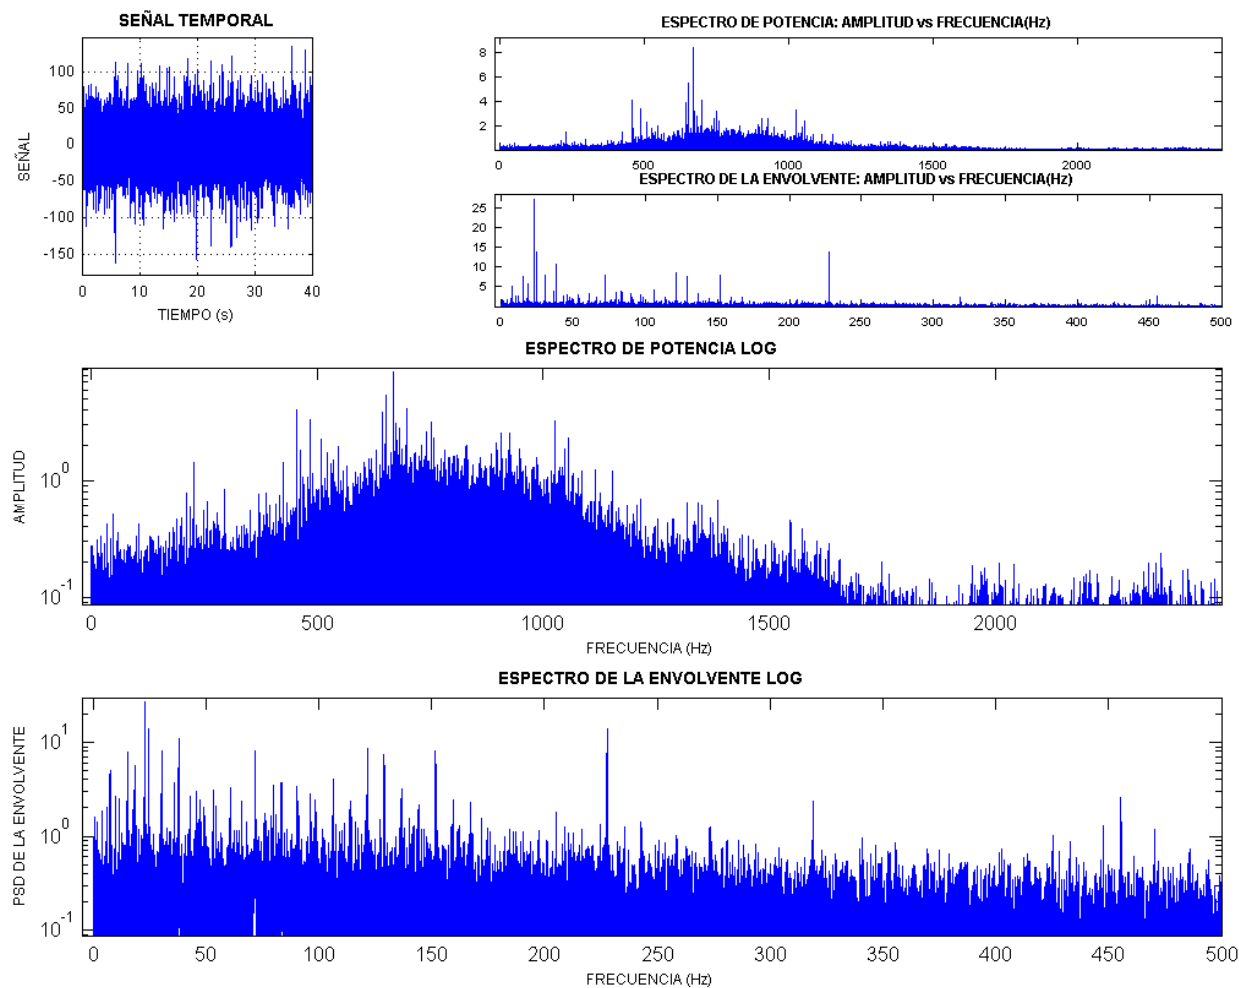 SEÑAL TEMPORAL
SEÑAL
100
50
0
-50
-100
-150
0 10 20 30 40
TIEMPO (s)
ESPECTRO DE POTENCIA: AMPLITUD vs FRECUENCIA(Hz)
8
6
4
2
0 500 1000 1500 2000
ESPECTRO DE LA ENVOLVENTE: AMPLITUD vs FRECUENCIA(Hz)
25
20
15
10
5
0 50 100 150 200 250 300 350 400 450 500
ESPECTRO DE POTENCIA LOG
AMPLITUD
10^0
10^-1
0 500 1000 1500 2000
FRECUENCIA (Hz)
ESPECTRO DE LA ENVOLVENTE LOG
PSD DE LA ENVOLVENTE
10^1
10^0
10^-1
0 50 100 150 200 250 300 350 400 450 500
FRECUENCIA (Hz)